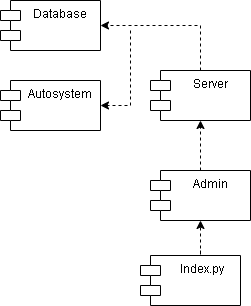 Database
Server
Autosystem
Admin
Index.py